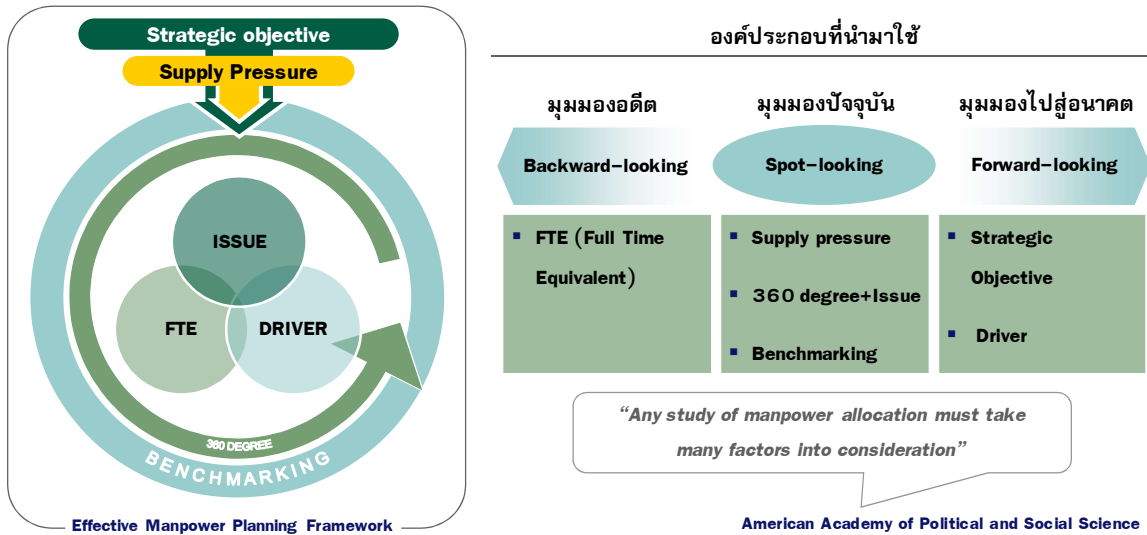 Strategic objective
Supply Pressure
ISSUE
FTE
DRIVER
360 DEGREE
BENCHMARKING
Effective Manpower Planning Framework
องค์ประกอบที่นำมาใช้
มุมมองอดีต
Backward-looking
▪ FTE (Full Time
Equivalent)
มุมมองปัจจุบัน
Spot-looking
▪ Supply pressure
▪ 360 degree+Issue
▪ Benchmarking
มุมมองไปสู่อนาคต
Forward-looking
▪ Strategic
Objective
▪ Driver
“Any study of manpower allocation must take
many factors into consideration”
American Academy of Political and Social Science